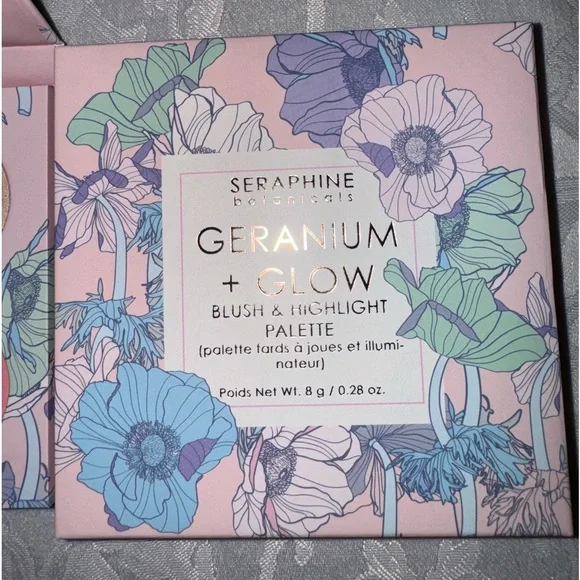 SERAPHINE
botanicals
GERANIUM
+ GLOW
BLUSH & HIGHLIGHT
PALETTE
(palette fards à joues et illumi-
nateur)
Poids Net Wt. 8 g / 0.28 oz.